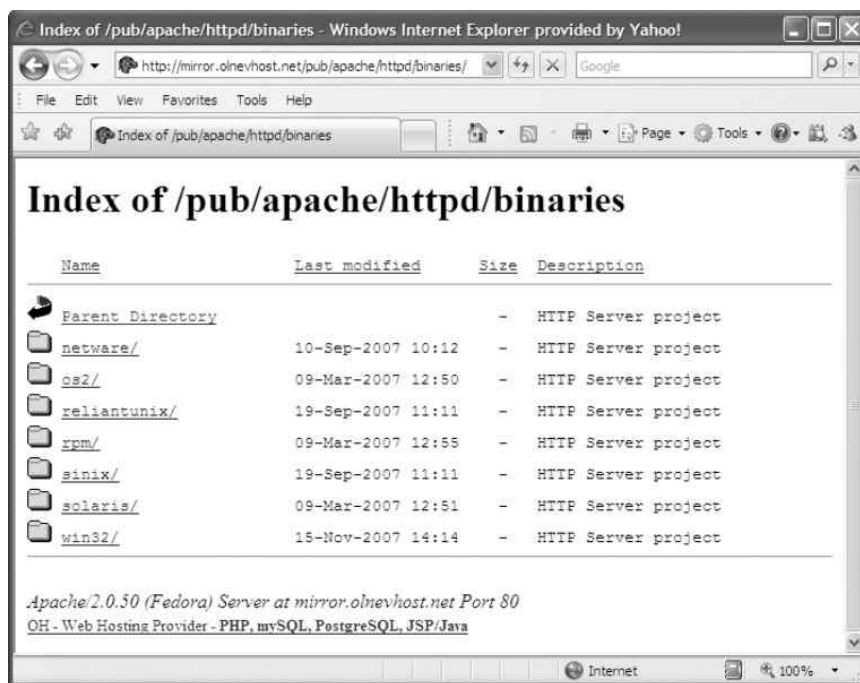 Index of /pub/apache/httpd/binaries - Windows Internet Explorer provided by Yahoo!
http://mirror.olnevhost.net/pub/apache/httpd/binaries/ Google
File Edit View Favorites Tools Help
Index of /pub/apache/httpd/binaries Page Tools
Index of /pub/apache/httpd/binaries
Name Last modified Size Description
Parent Directory - HTTP Server project
netware/ 10-Sep-2007 10:12 - HTTP Server project
os2/ 09-Mar-2007 12:50 - HTTP Server project
reliantunix/ 19-Sep-2007 11:11 - HTTP Server project
rpm/ 09-Mar-2007 12:55 - HTTP Server project
sinix/ 19-Sep-2007 11:11 - HTTP Server project
solaris/ 09-Mar-2007 12:51 - HTTP Server project
win32/ 15-Nov-2007 14:14 - HTTP Server project
Apache/2.0.50 (Fedora) Server at mirror.olnevhost.net Port 80
OH - Web Hosting Provider - PHP, mySQL, PostgreSQL, JSP/Java
Internet 100%